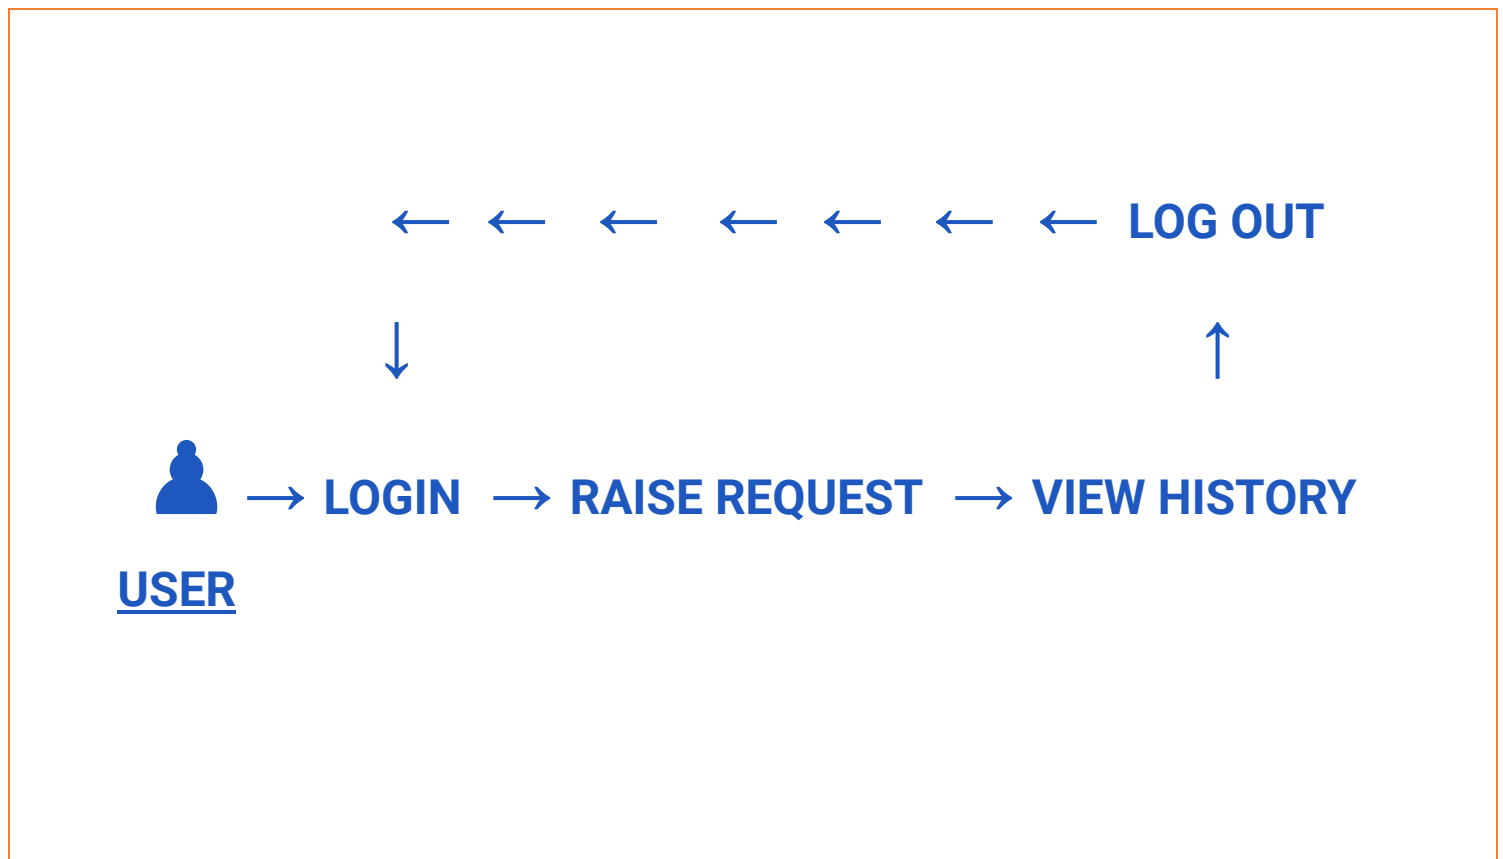 ← ← ← ← ← ← ← LOG OUT
↓ ↑
♟ → LOGIN → RAISE REQUEST → VIEW HISTORY
USER